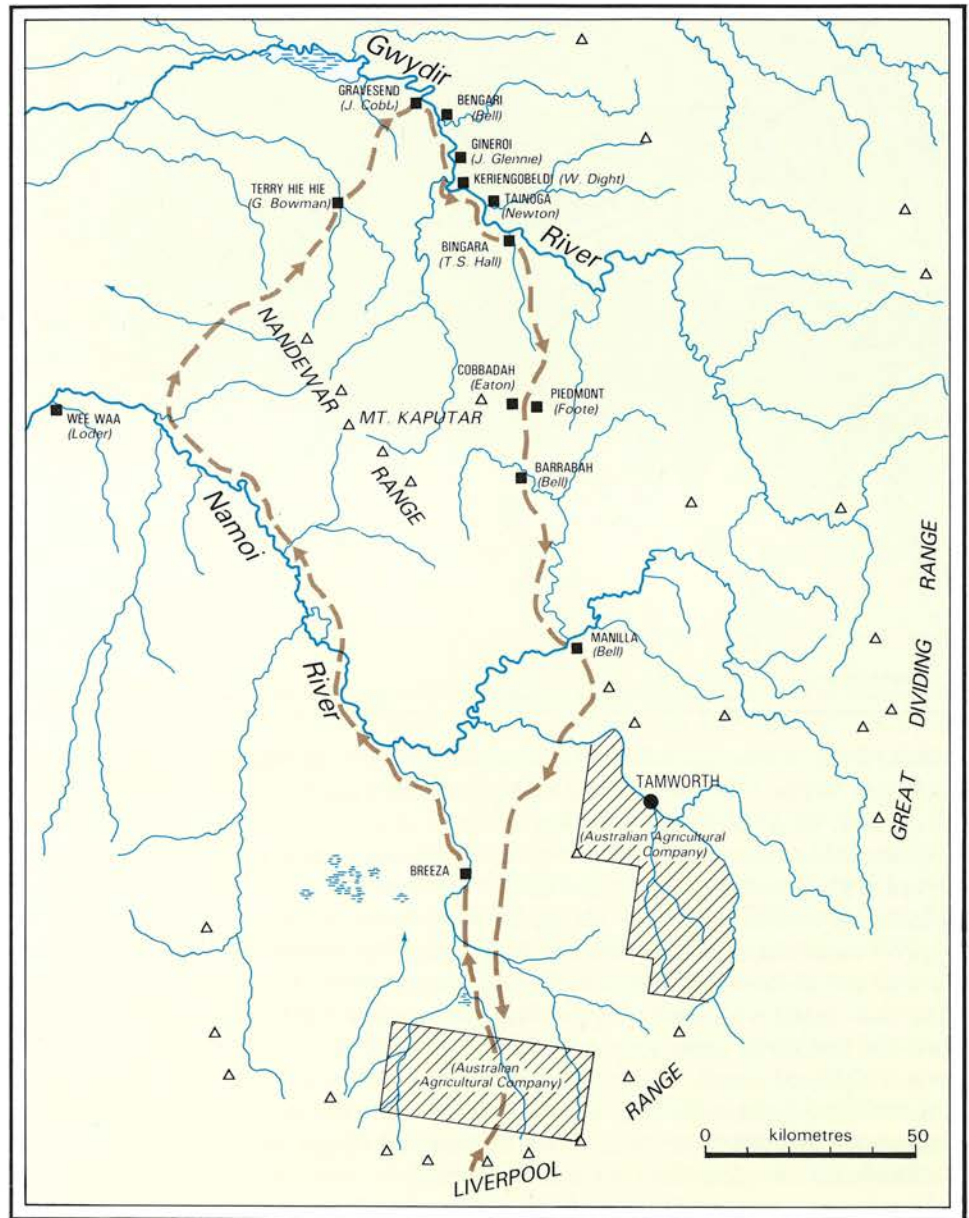 Gwydir
GRAVESEND
(J. Cobb)
BENGARI
(Bell)
GINEROI
(J. Glennie)
KERIENGOBELDI (W. Dight)
TERRY HIE HIE
(G. Bowman)
TAINOGA
(Newton)
River
BINGARA
(T.S. Hall)
NANDEWAR
COBBADAH
(Eaton)
PIEDMONT
(Foote)
WEE WAA
(Loder)
MT. KAPUTAR
RANGE
BARRABAH
(Bell)
Namoi
RANGE
MANILLA
(Bell)
DIVIDING
River
TAMWORTH
GREAT
(Australian Agricultural
Company)
BREEZA
(Australian
Agricultural Company)
RANGE
0 kilometres 50
LIVERPOOL